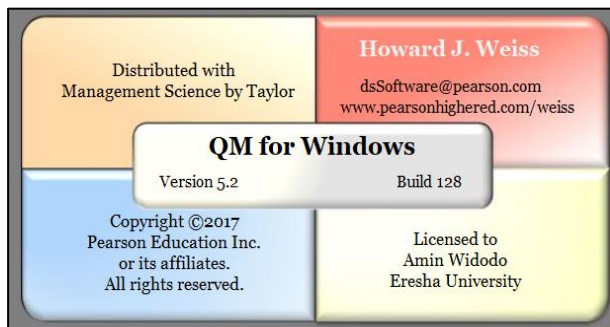 Distributed with
Management Science by Taylor
Howard J. Weiss
dsSoftware@pearson.com
www.pearsonhighered.com/weiss
QM for Windows
Version 5.2
Build 128
Copyright ©2017
Pearson Education Inc.
or its affiliates.
All rights reserved.
Licensed to
Amin Widodo
Eresha University